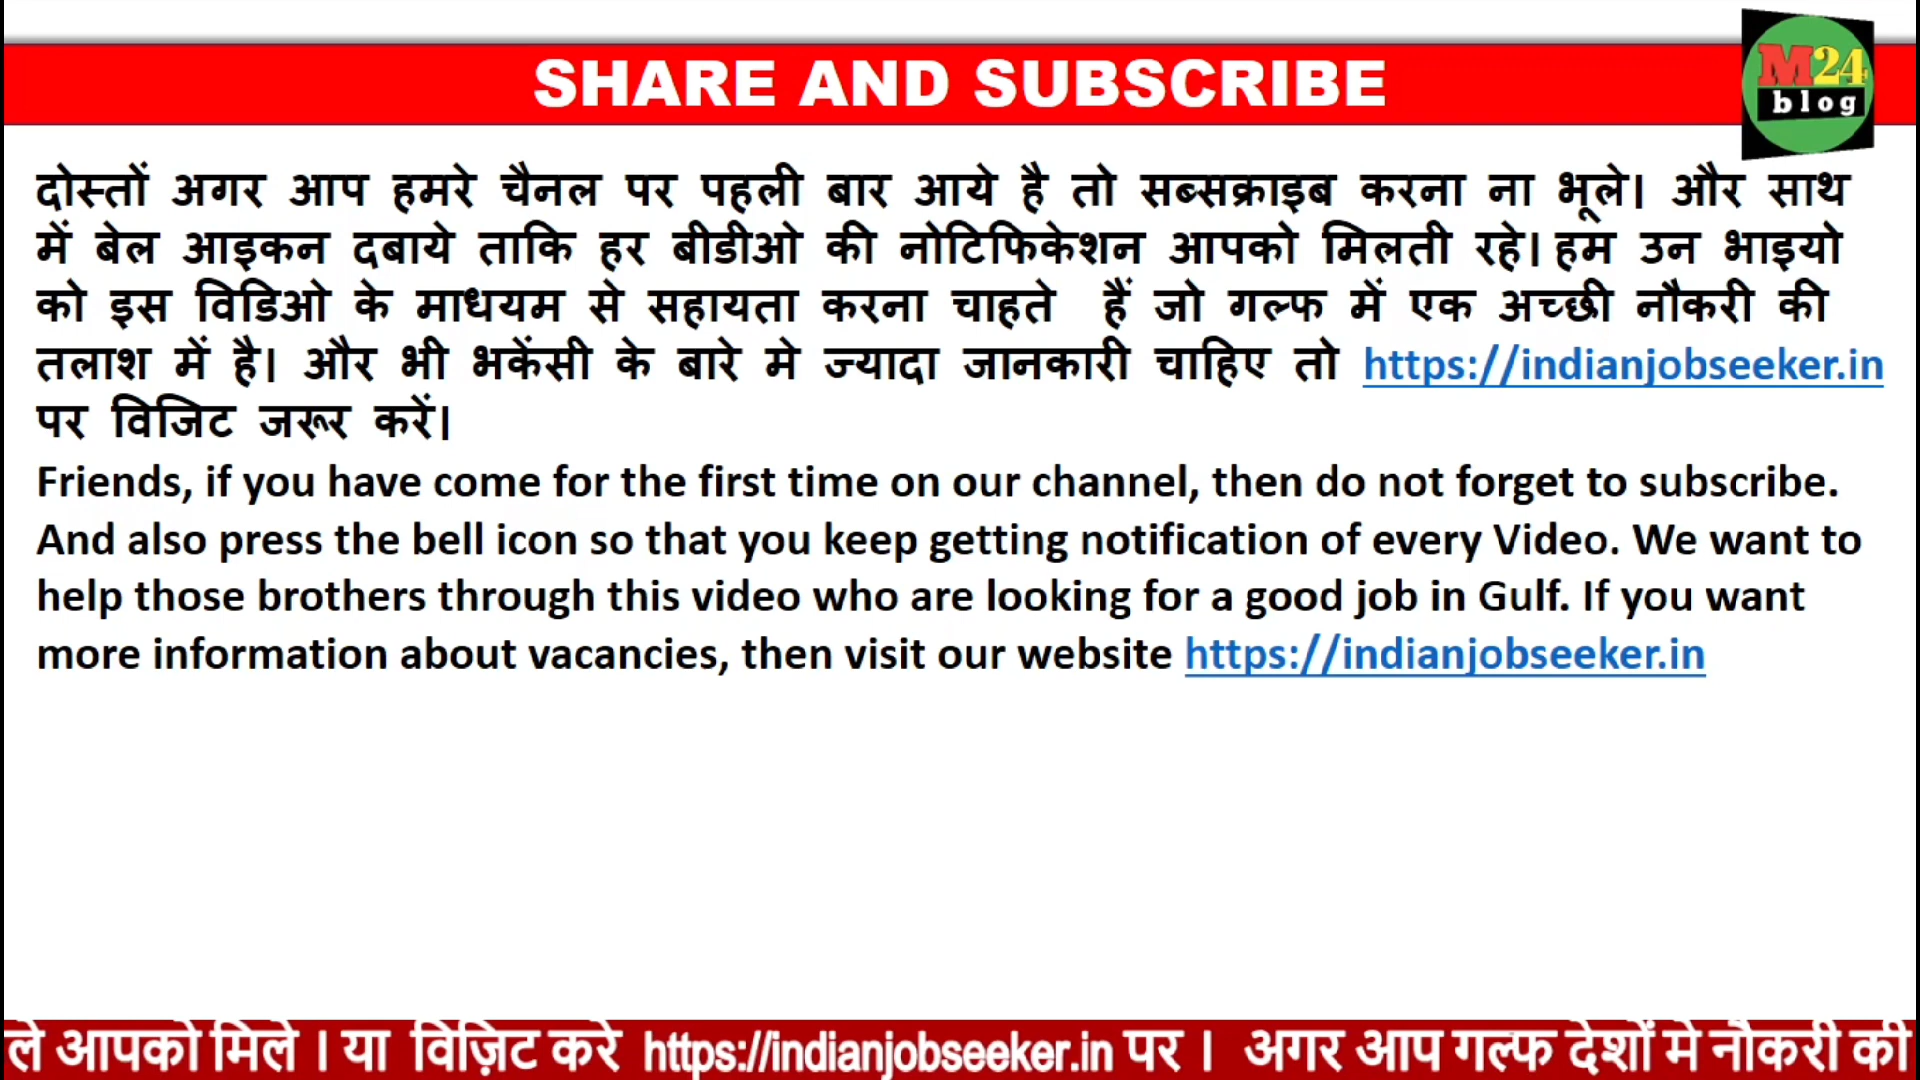 SHARE AND SUBSCRIBE
M24
blog
दोस्तों अगर आप हमरे चैनल पर पहली बार आये है तो सब्सक्राइब करना ना भूले। और साथ
में बेल आइकन दबाये ताकि हर बीडीओ की नोटिफिकेशन आपको मिलती रहे। हम उन भाइयो
को इस विडिओ के माधयम से सहायता करना चाहते हैं जो गल्फ में एक अच्छी नौकरी की
तलाश में है। और भी भकेंसी के बारे मे ज्यादा जानकारी चाहिए तो https://indianjobseeker.in
पर विजिट जरूर करें।
Friends, if you have come for the first time on our channel, then do not forget to subscribe.
And also press the bell icon so that you keep getting notification of every Video. We want to
help those brothers through this video who are looking for a good job in Gulf. If you want
more information about vacancies, then visit our website https://indianjobseeker.in
ले आपको मिले । या विज़िट करे https://indianjobseeker.in पर । अगर आप गल्फ देशों मे नौकरी की